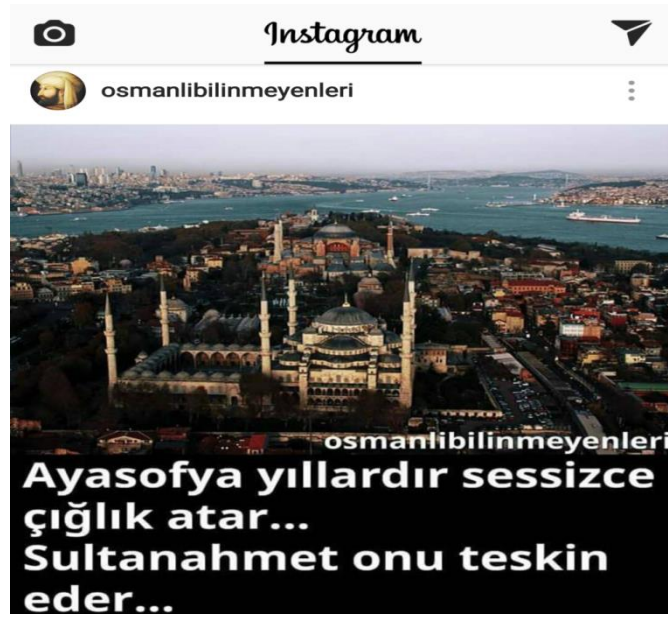 Instagram
osmanlibilinmeyenleri
osmanlibilinmeyenleri
Ayasofya yıllardır sessizce
çığlık atar...
Sultanahmet onu teskin
eder...